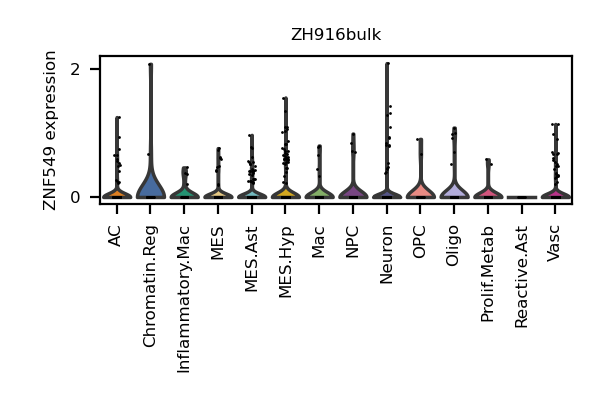 ZH916bulk
ZNF549 expression
2
0
AC
Chromatin.Reg
Inflammatory.Mac
MES
MES.Ast
MES.Hyp
Mac
NPC
Neuron
OPC
Oligo
Prolif.Metab
Reactive.Ast
Vasc